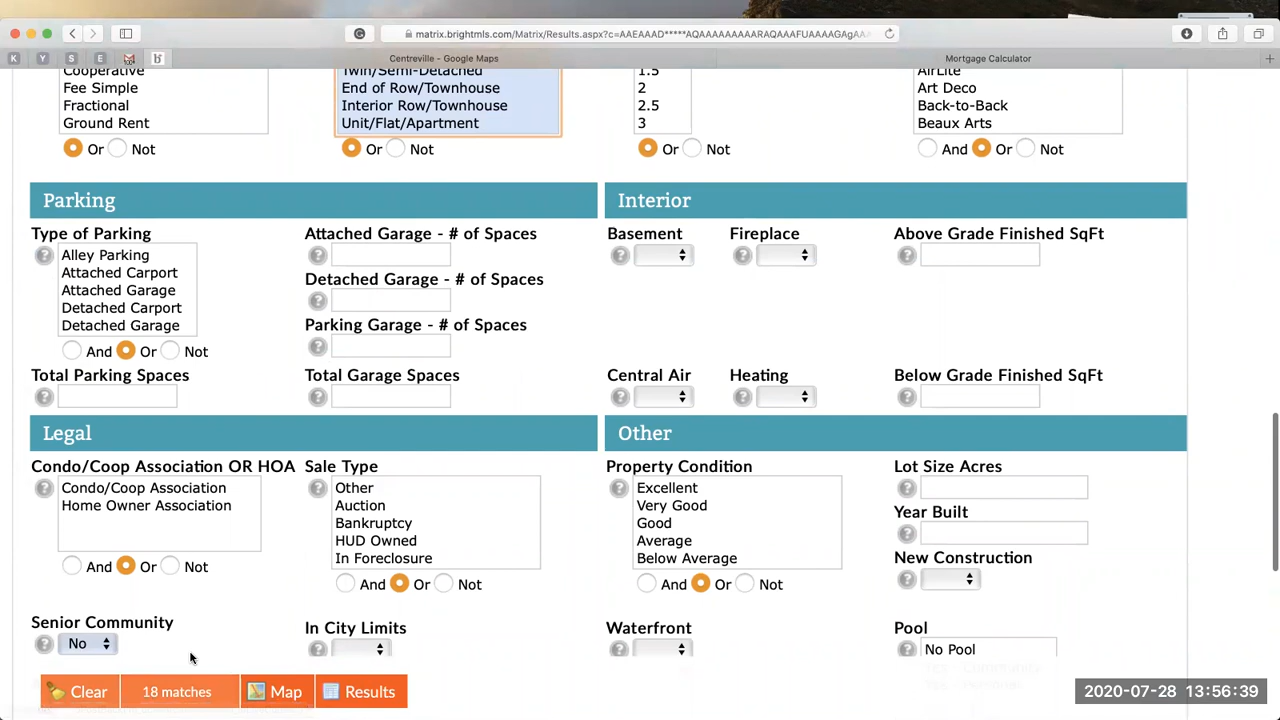 matrix.brightmls.com/Matrix/Results.aspx?c=AAEAAAD*****AQAAAAAAAAARAQAAAFUAAAAGAgAA
K Y S E
Centreville - Google Maps
Mortgage Calculator
Cooperative
Fee Simple
Fractional
Ground Rent
Or Not
Twin/Semi-Detached
End of Row/Townhouse
Interior Row/Townhouse
Unit/Flat/Apartment
Or Not
1.5
2
2.5
3
Or Not
AirLite
Art Deco
Back-to-Back
Beaux Arts
And Or Not
Parking
Type of Parking
Alley Parking
Attached Carport
Attached Garage
Detached Carport
Detached Garage
And Or Not
Total Parking Spaces
Attached Garage - # of Spaces
Detached Garage - # of Spaces
Parking Garage - # of Spaces
Total Garage Spaces
Interior
Basement
Fireplace
Above Grade Finished SqFt
Central Air
Heating
Below Grade Finished SqFt
Legal
Condo/Coop Association OR HOA
Condo/Coop Association
Home Owner Association
And Or Not
Sale Type
Other
Auction
Bankruptcy
HUD Owned
In Foreclosure
And Or Not
Senior Community
No
In City Limits
Other
Property Condition
Excellent
Very Good
Good
Average
Below Average
And Or Not
Lot Size Acres
Year Built
New Construction
Waterfront
Pool
No Pool
Clear
18 matches
Map
Results
2020-07-28 13:56:39